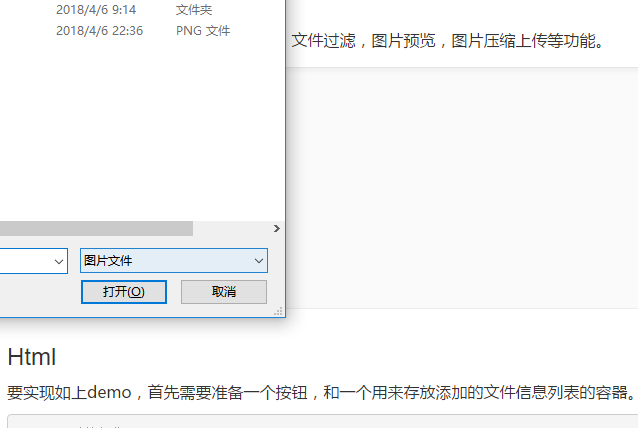 2018/4/6 9:14 文件夹
2018/4/6 22:36 PNG 文件
文件过滤，图片预览，图片压缩上传等功能。
图片文件
打开(O) 取消
Html
要实现如上demo，首先需要准备一个按钮，和一个用来存放添加的文件信息列表的容器。